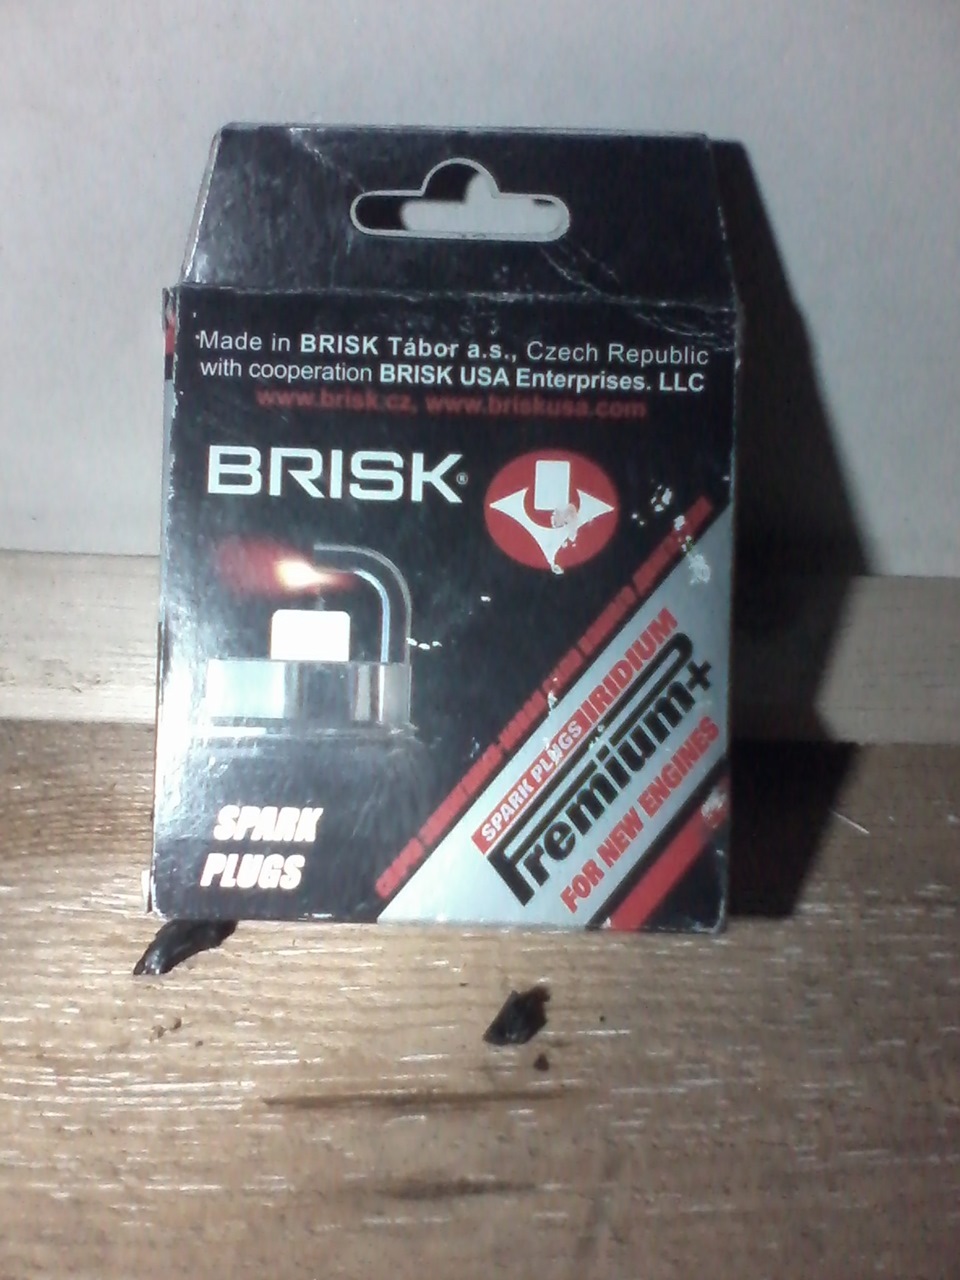 Made in BRISK Tábor a.s., Czech Republic
with cooperation BRISK USA Enterprises. LLC
www.brisk.cz, www.briskusa.com
BRISK®
SPARK PLUGS IRIDIUM
Premium+
FOR NEW ENGINES
SPARK
PLUGS